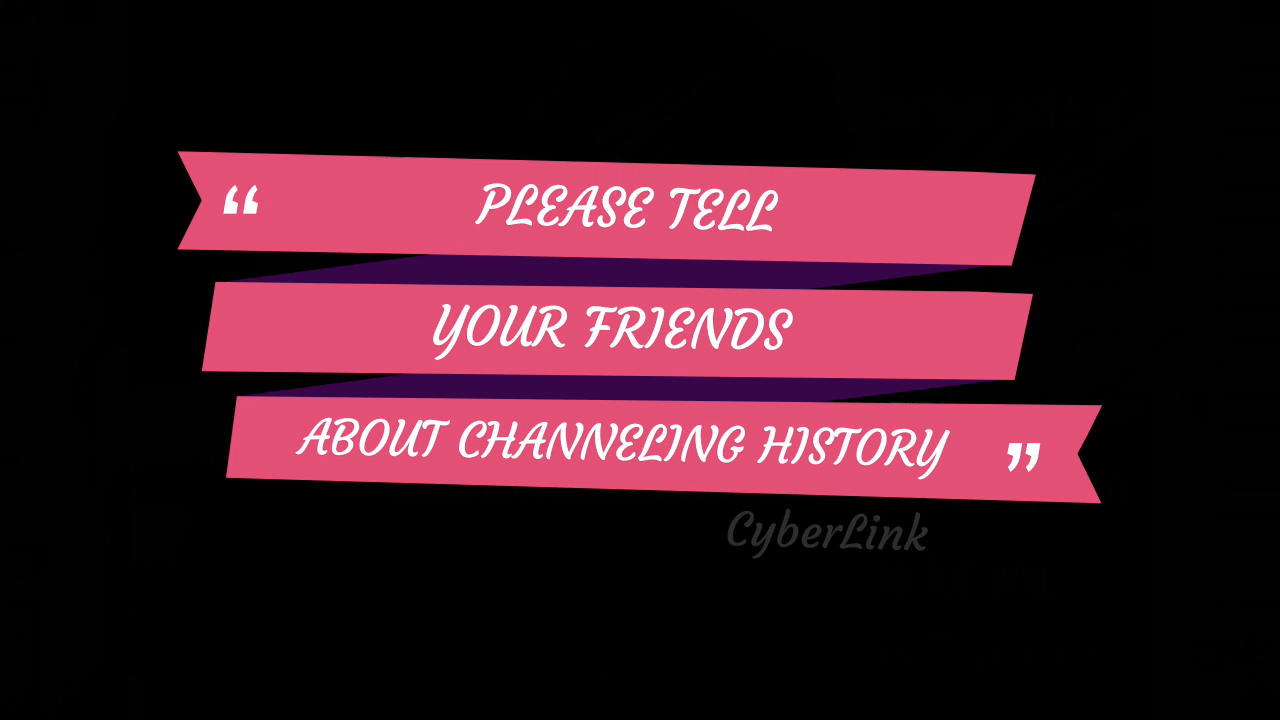 “ PLEASE TELL
YOUR FRIENDS
ABOUT CHANNELING HISTORY ”
CyberLink